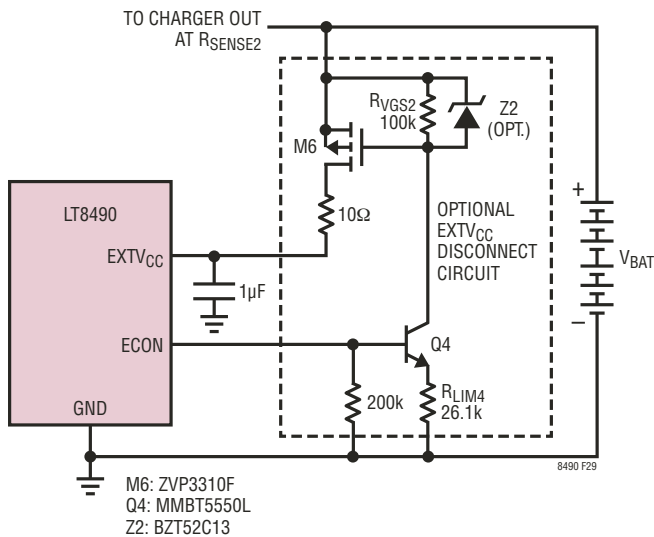 TO CHARGER OUT
AT RSENSE2
RVGS2
100k
Z2
(OPT.)
M6
LT8490
10Ω
OPTIONAL
EXTVCC
DISCONNECT
CIRCUIT
+
VBAT
EXTVCC
1µF
–
ECON
Q4
200k
RLIM4
26.1k
GND
8490 F29
M6: ZVP3310F
Q4: MMBT5550L
Z2: BZT52C13